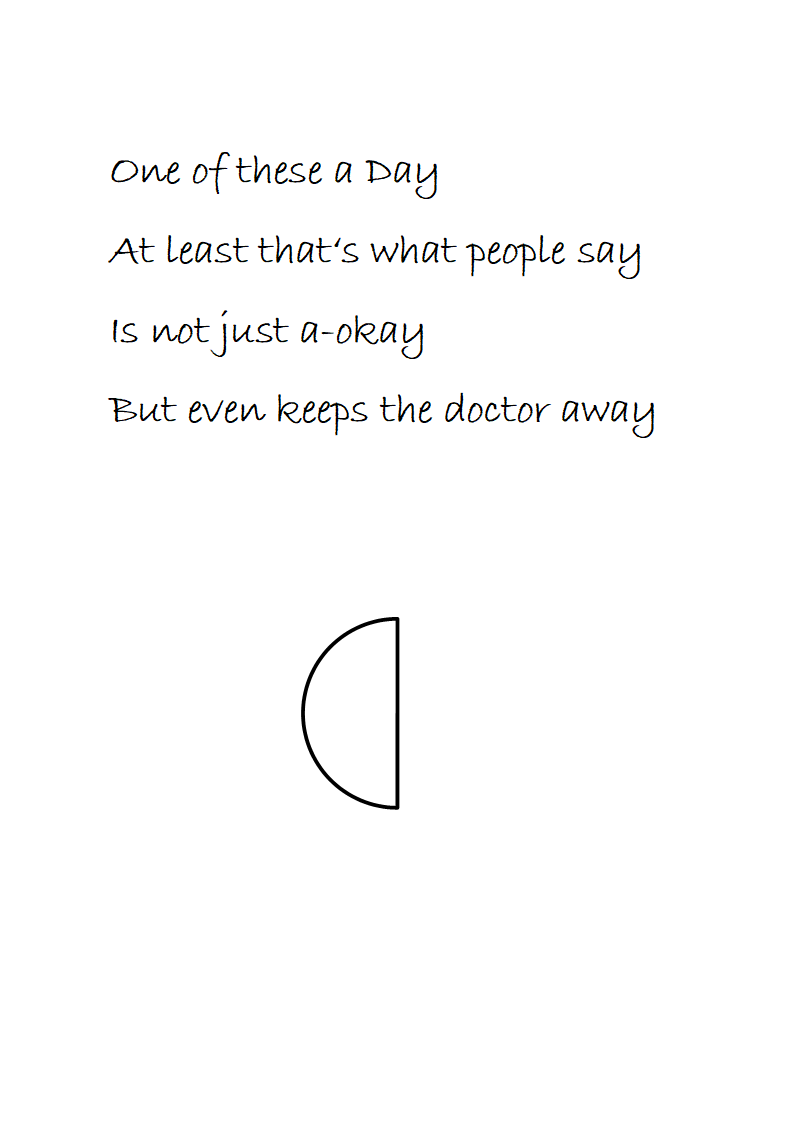 One of these a Day
At least that‘s what people say
Is not just a-okay
But even keeps the doctor away